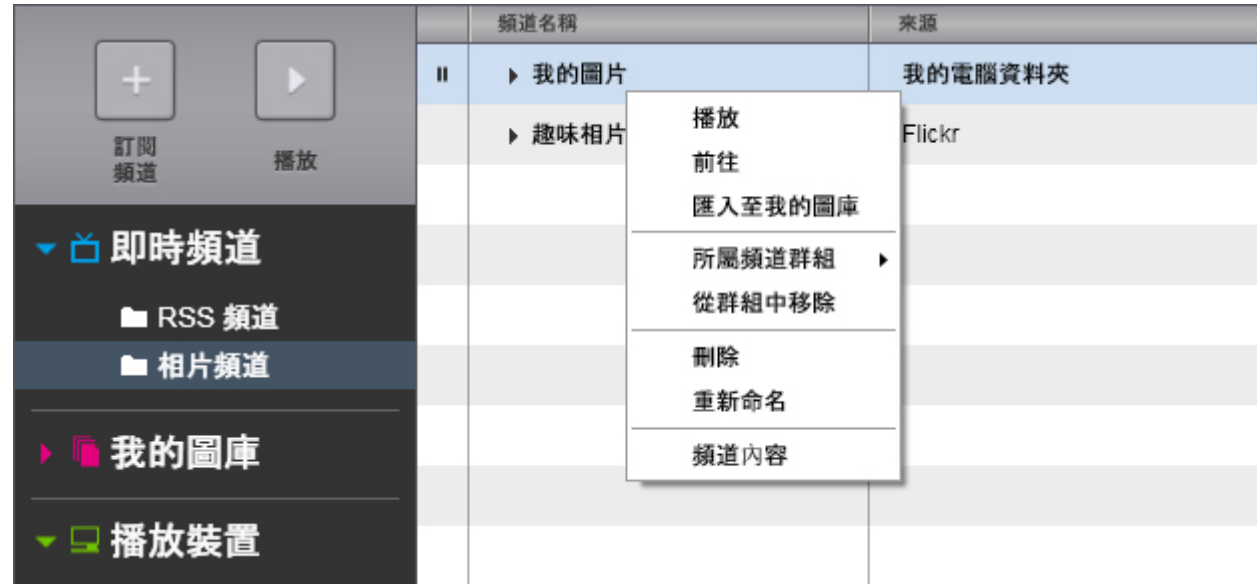 訂閱
頻道
播放
頻道名稱
來源
我的圖片
我的電腦資料夾
趣味相片
Flickr
播放
前往
匯入至我的圖庫
所屬頻道群組
從群組中移除
刪除
重新命名
頻道內容
即時頻道
RSS 頻道
相片頻道
我的圖庫
播放裝置